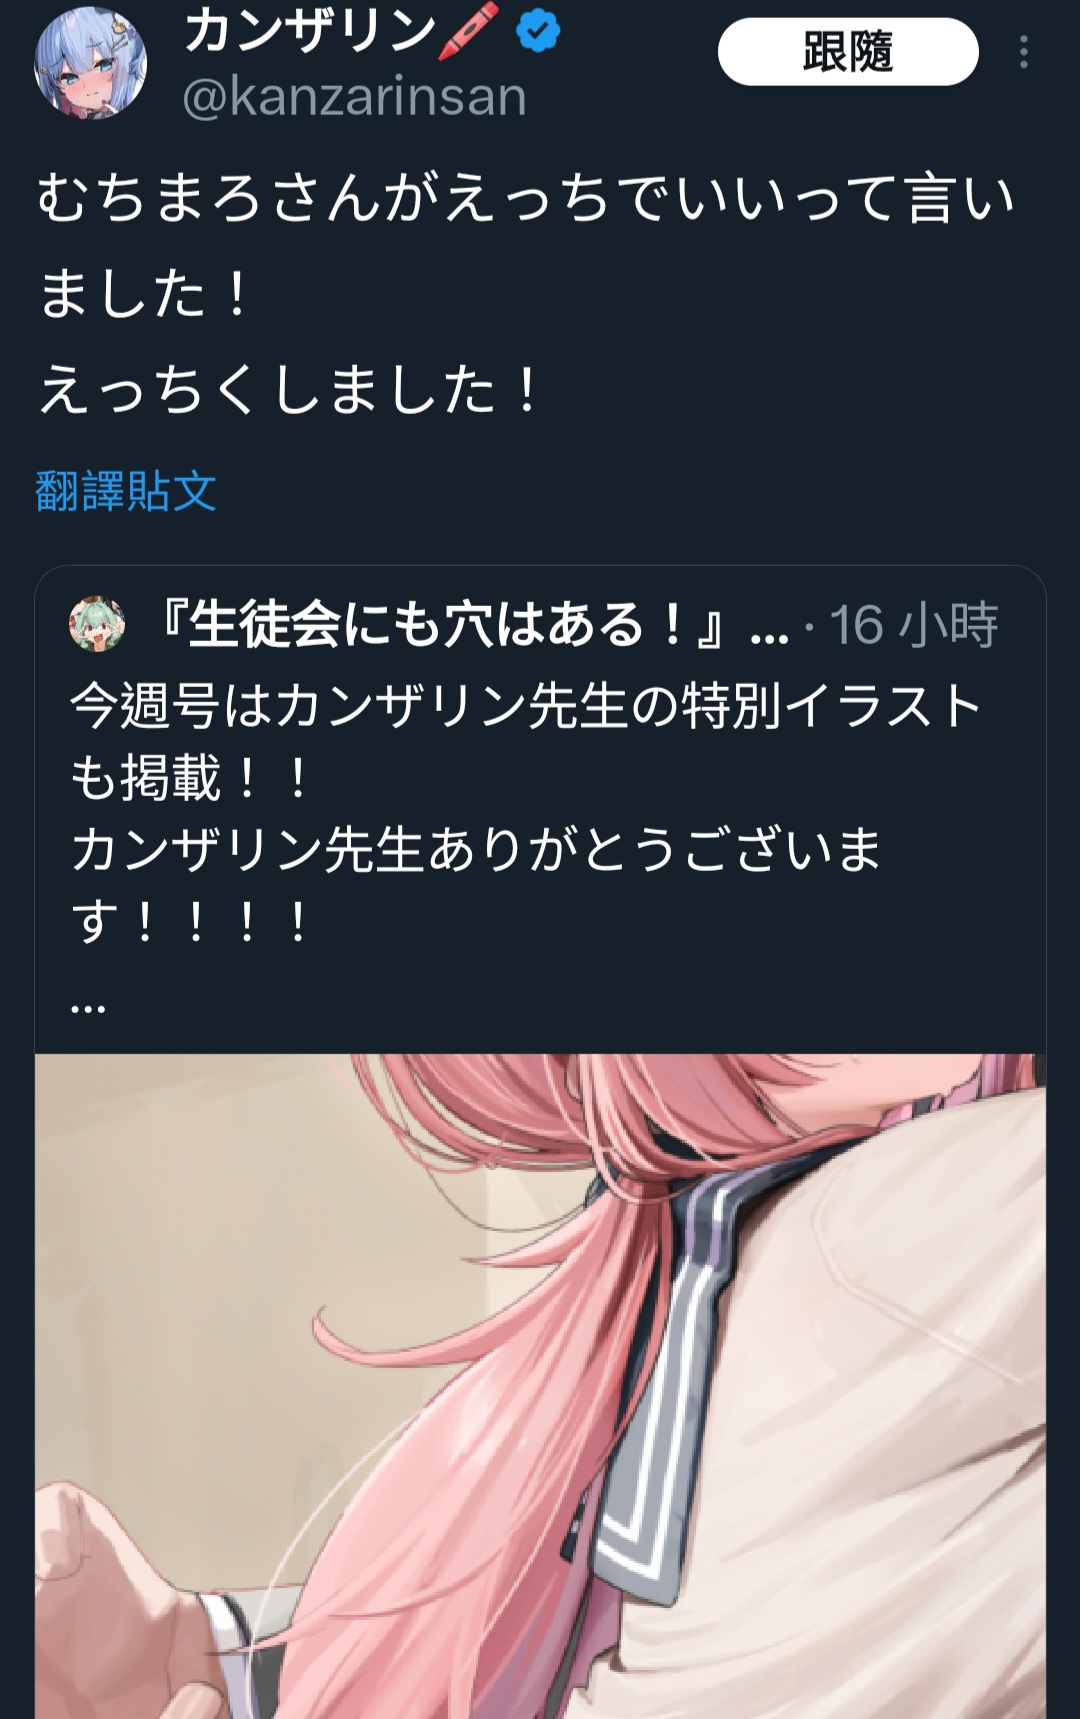 カンザリン🖍️
跟隨
@kanzarinsan
むちまろさんがえっちでいいって言い
ました！
えっちくしました！
翻譯貼文
『生徒会にも穴はある！』... · 16 小時
今週号はカンザリン先生の特別イラスト
も掲載！！
カンザリン先生ありがとうございま
す！！！！
...